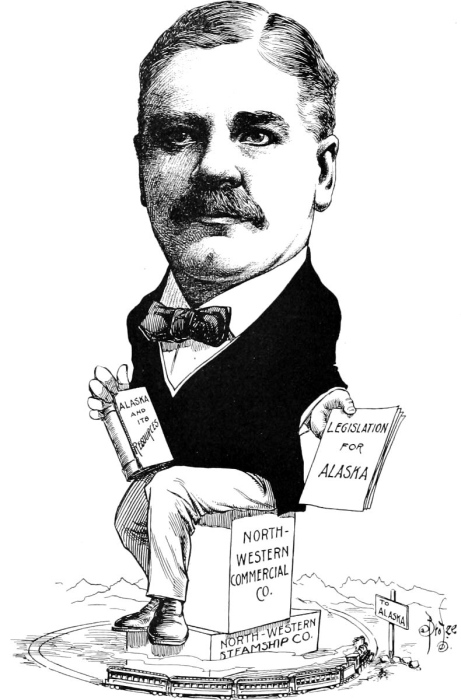 ALASKA
AND
ITS
RESOURCES
LEGISLATION
FOR
ALASKA
NORTH-
WESTERN
COMMERCIAL
CO.
TO
ALASKA
NORTH-WESTERN
STEAMSHIP CO.